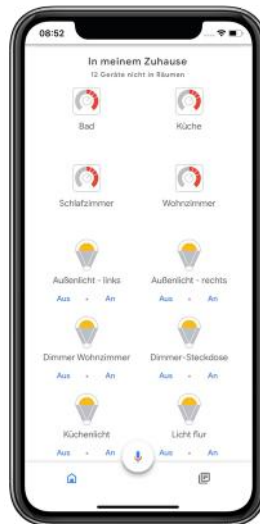 08:52
In meinem Zuhause
12 Geräte nicht in Räumen
Bad Küche
Schlafzimmer Wohnzimmer
Außenlicht - links Außenlicht - rechts
Aus - An Aus - An
Dimmer Wohnzimmer Dimmer-Steckdose
Aus - An Aus - An
Küchenlicht Licht flur
Aus - An Aus - An